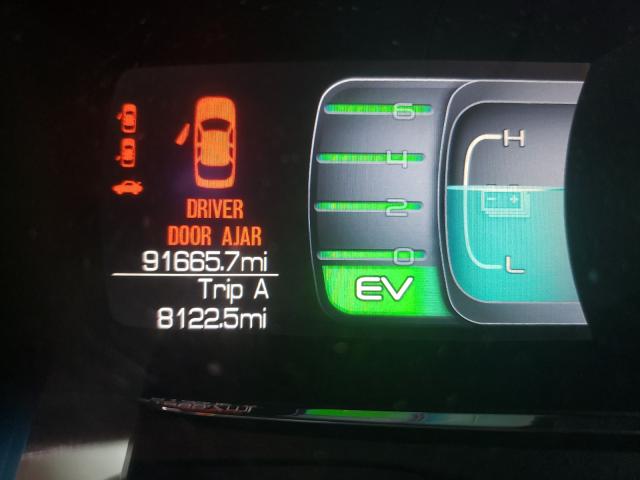 DRIVER
DOOR AJAR
91665.7mi
Trip A
8122.5mi
6
4
2
0
EV
H
L